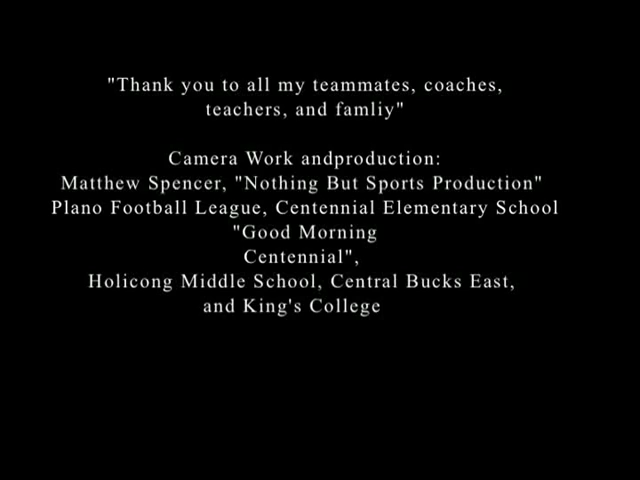 "Thank you to all my teammates, coaches,
teachers, and famliy"
Camera Work andproduction:
Matthew Spencer, "Nothing But Sports Production"
Plano Football League, Centennial Elementary School
"Good Morning
Centennial",
Holicong Middle School, Central Bucks East,
and King's College